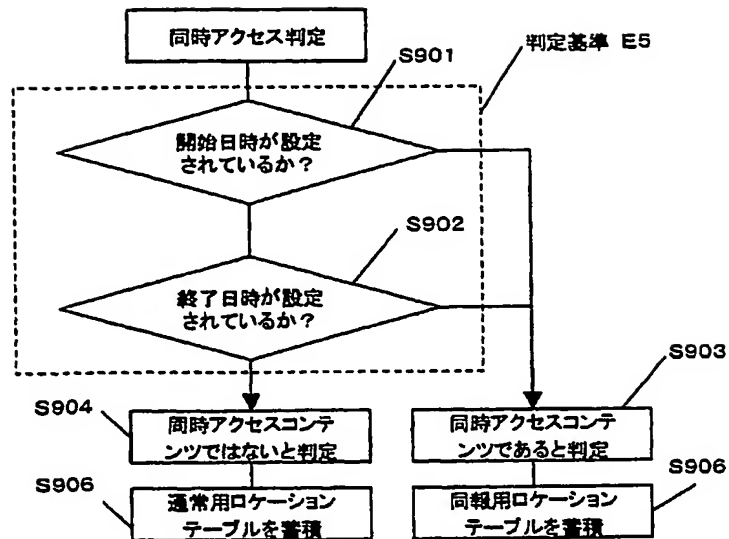 同時アクセス判定
S901
判定基準 E5
開始日時が設定
されているか？
S902
終了日時が設定
されているか？
S903
S904
同時アクセスコンテ
ンツではないと判定
同時アクセスコンテ
ンツであると判定
S906
通常用ロケーション
テーブルを蓄積
同報用ロケーション
テーブルを蓄積
S906